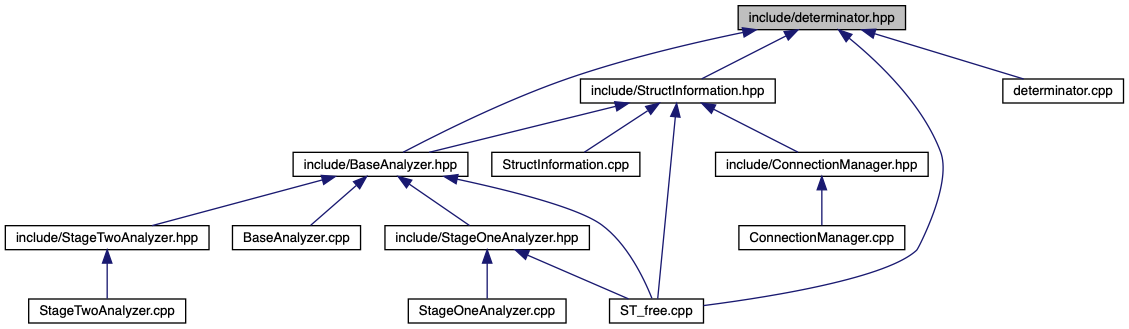 include/determinator.hpp
include/StructInformation.hpp
determinator.cpp
include/BaseAnalyzer.hpp
StructInformation.cpp
include/ConnectionManager.hpp
include/StageTwoAnalyzer.hpp
BaseAnalyzer.cpp
include/StageOneAnalyzer.hpp
ConnectionManager.cpp
StageTwoAnalyzer.cpp
StageOneAnalyzer.cpp
ST_free.cpp